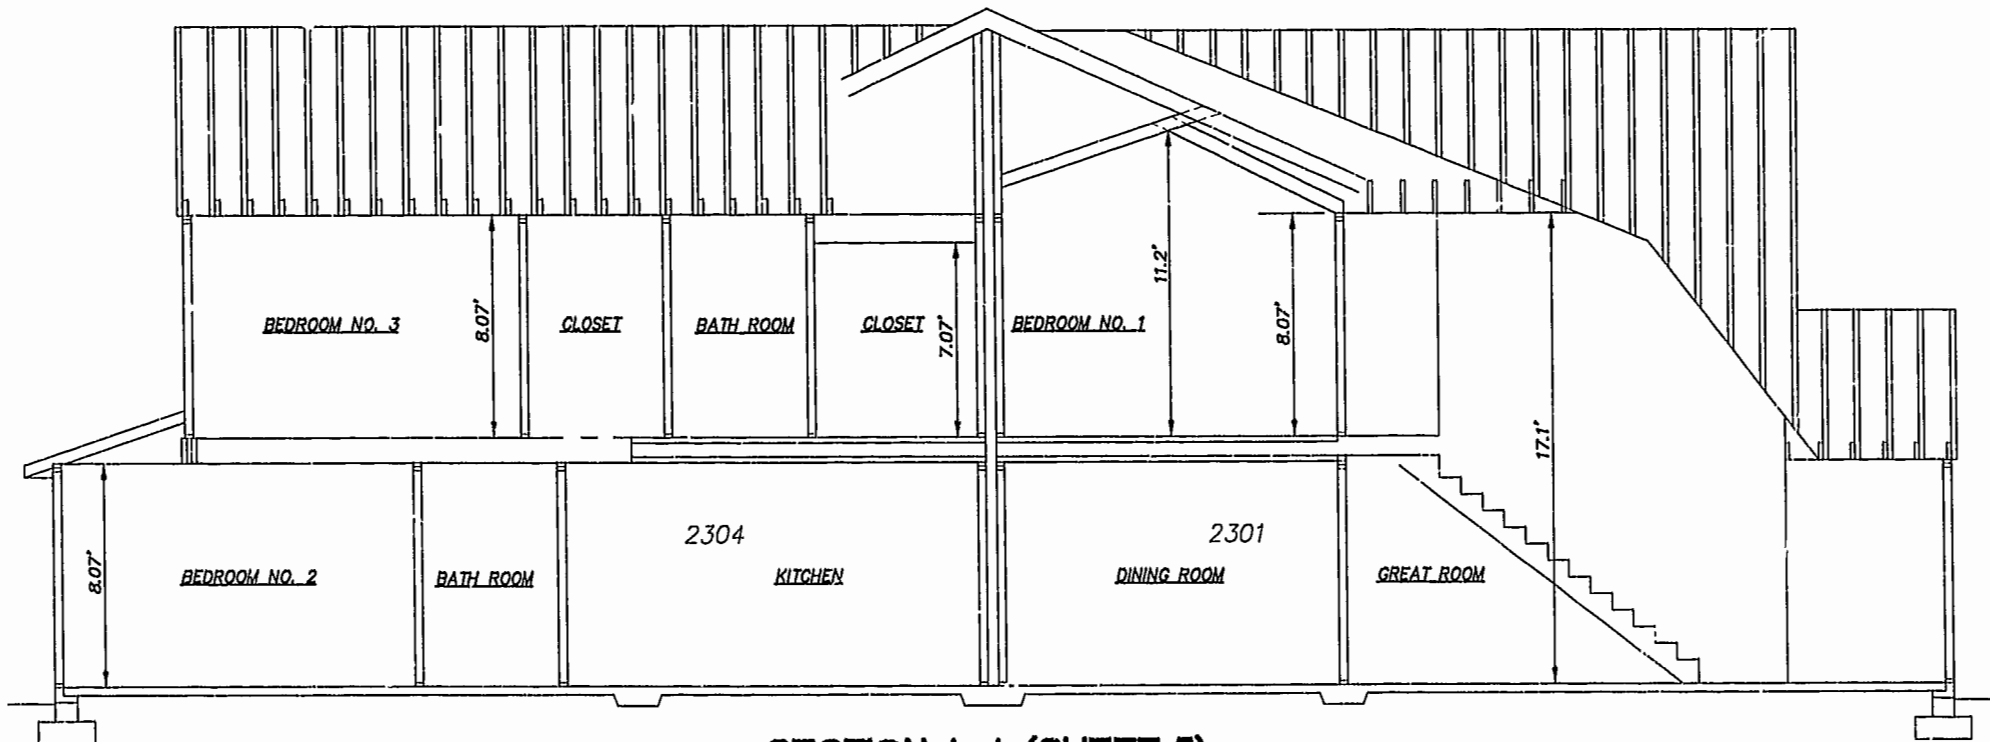 11.2'
BEDROOM NO. 3
8.07'
CLOSET
BATH ROOM
CLOSET
7.07'
BEDROOM NO. 1
8.07'
17.1'
2304
2301
8.07'
BEDROOM NO. 2
BATH ROOM
KITCHEN
DINING ROOM
GREAT ROOM